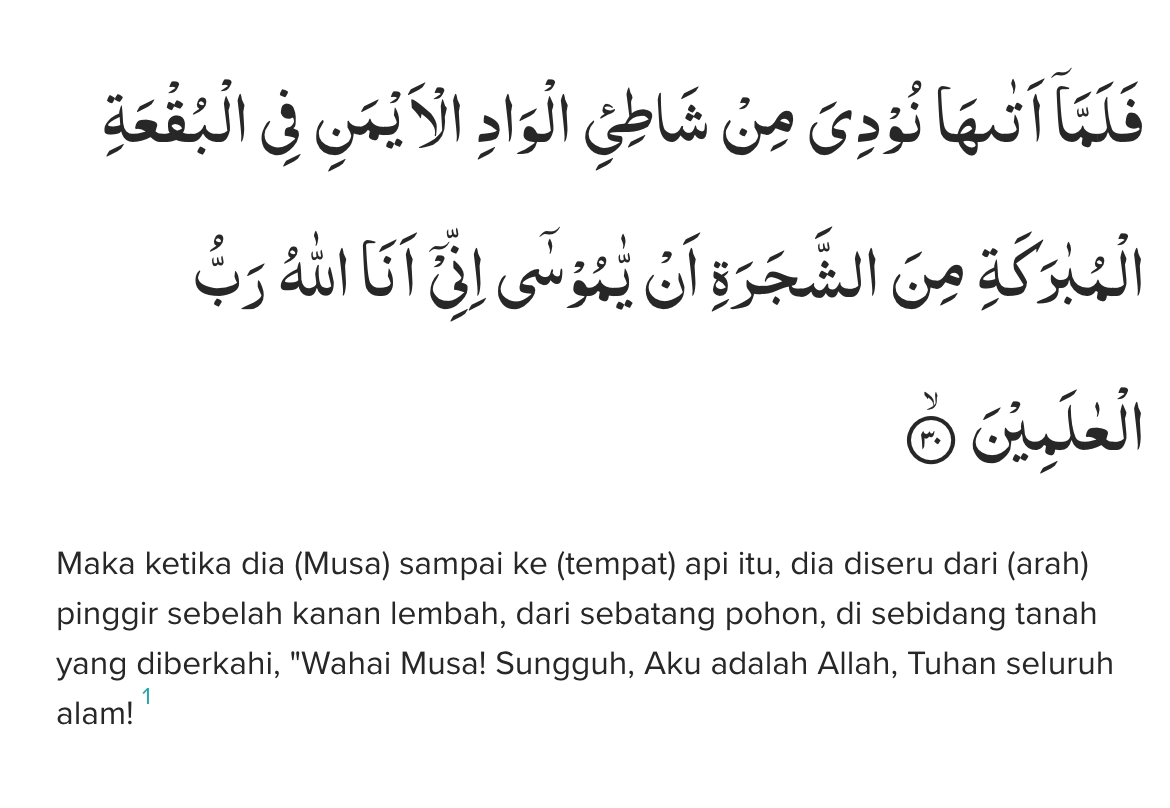 فَلَمَّآ اَتٰىهَا نُوْدِيَ مِنْ شَاطِئِ الْوَادِ الْاَيْمَنِ فِى الْبُقْعَةِ
الْمُبٰرَكَةِ مِنَ الشَّجَرَةِ اَنْ يّٰمُوْسٰٓى اِنِّيْٓ اَنَا اللّٰهُ رَبُّ
الْعٰلَمِيْنَ ۙ ٣٠
Maka ketika dia (Musa) sampai ke (tempat) api itu, dia diseru dari (arah)
pinggir sebelah kanan lembah, dari sebatang pohon, di sebidang tanah
yang diberkahi, "Wahai Musa! Sungguh, Aku adalah Allah, Tuhan seluruh
alam! 1